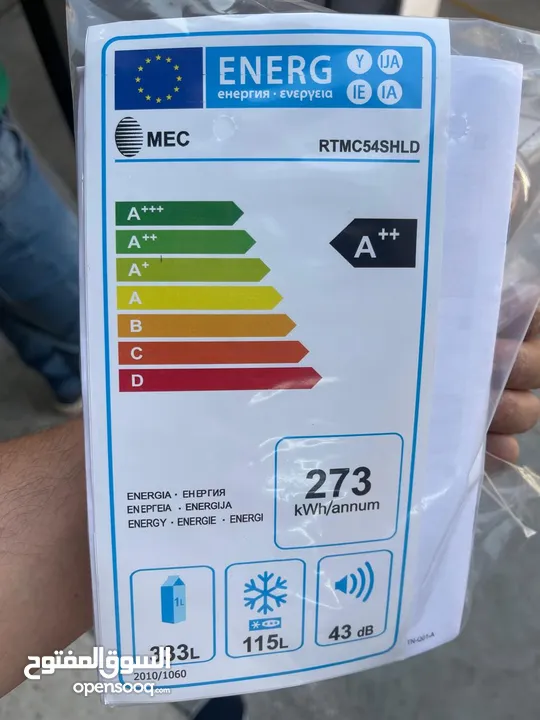 ENERG Y IJA
енергия · ενεργεια IE IA
MEC
RTMC54SHLD
A+++
A++
A++
A+
A
B
C
D
273
kWh/annum
ENERGIA · ЕНЕРГИЯ
ΕΝΕΡΓΕΙΑ · ENERGIJA
ENERGY · ENERGIE · ENERGI
1L
333L
115L
43 dB
2010/1060
السوق المفتوح
opensooq.com